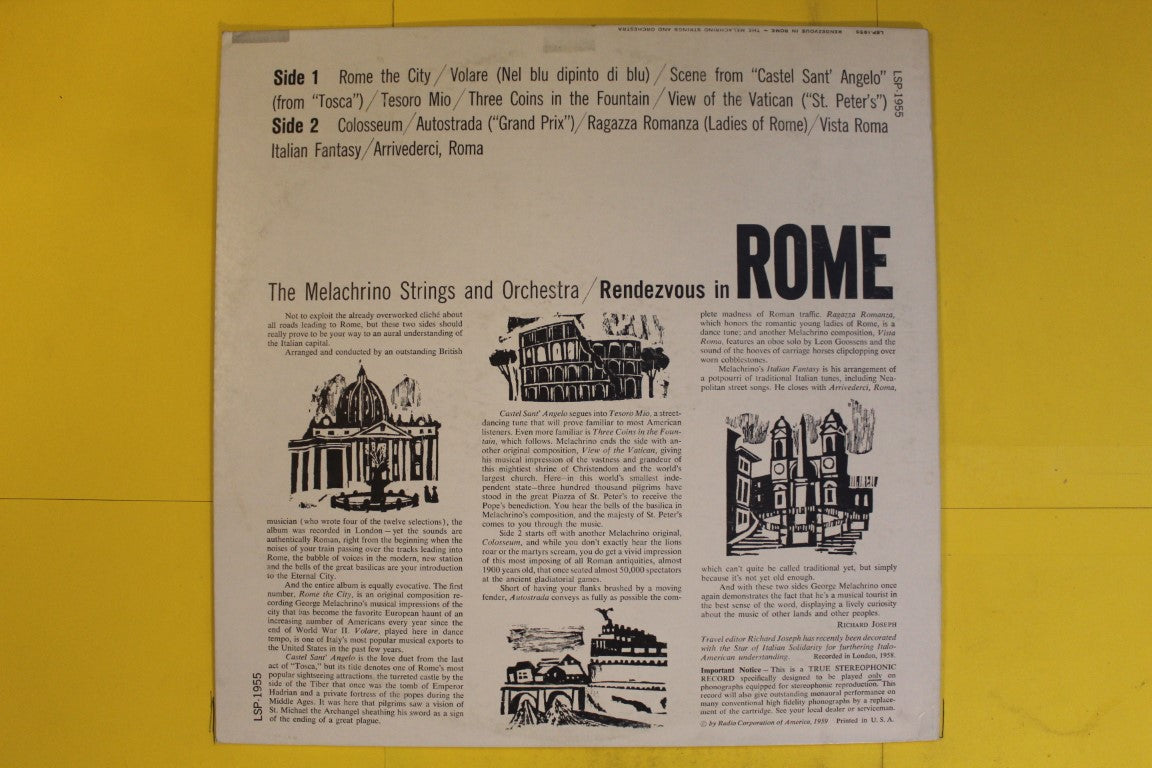 LSP-1955 RENDEZVOUS IN ROME – THE MELACHRINO STRINGS AND ORCHESTRA
Side 1 Rome the City / Volare (Nel blu dipinto di blu) / Scene from "Castel Sant' Angelo"
(from "Tosca") / Tesoro Mio / Three Coins in the Fountain / View of the Vatican ("St. Peter's")
Side 2 Colosseum / Autostrada ("Grand Prix") / Ragazza Romanza (Ladies of Rome) / Vista Roma
Italian Fantasy / Arrivederci, Roma
LSP-1955
The Melachrino Strings and Orchestra / Rendezvous in ROME
Not to exploit the already overworked cliché about
all roads leading to Rome, but these two sides should
really prove to be your way to an aural understanding of
the Italian capital.
Arranged and conducted by an outstanding British
musician (who wrote four of the twelve selections), the
album was recorded in London – yet the sounds are
authentically Roman, right from the beginning when the
noises of your train passing over the tracks leading into
Rome, the babble of voices in the modern, new station
and the bells of the great basilicas are your introduction
to the Eternal City.
And the entire album is equally evocative. The first
number, Rome the City, is an original composition re-
cording George Melachrino's musical impressions of the
city that has become the favorite European haunt of an
increasing number of Americans every year since the
end of World War II. Volare, played here in dance
tempo, is one of Italy's most popular musical exports to
the United States in the past few years.
Castel Sant' Angelo is the love duet from the last
act of "Tosca," but its title denotes one of Rome's most
popular sightseeing attractions, the turreted castle by the
side of the Tiber that once was the tomb of Emperor
Hadrian and a private fortress of the popes during the
Middle Ages. It was here that pilgrims saw a vision of
St. Michael the Archangel sheathing his sword as a sign
of the ending of a great plague.
LSP-1955
Castel Sant' Angelo segues into Tesoro Mio, a street-
dancing tune that will prove familiar to most American
listeners. Even more familiar is Three Coins in the Foun-
tain, which follows. Melachrino ends the side with an-
other original composition, View of the Vatican, giving
his musical impression of the vastness and grandeur of
this mightiest shrine of Christendom and the world's
largest church. Here—in this world's smallest inde-
pendent state—three hundred thousand pilgrims have
stood in the great Piazza of St. Peter's to receive the
Pope's benediction. You hear the bells of the basilica in
Melachrino's composition, and the majesty of St. Peter's
comes to you through the music.
Side 2 starts off with another Melachrino original,
Colosseum, and while you don't exactly hear the lions
roar or the martyrs scream, you do get a vivid impression
of this most imposing of all Roman antiquities, almost
1900 years old, that once seated almost 50,000 spectators
at the ancient gladiatorial games.
Short of having your flanks brushed by a moving
fender, Autostrada conveys as fully as possible the com-
plete madness of Roman traffic. Ragazza Romanza,
which honors the romantic young ladies of Rome, is a
dance tune; and another Melachrino composition, Vista
Roma, features an oboe solo by Leon Goossens and the
sound of the hooves of carriage horses clipclopping over
worn cobblestones.
Melachrino's Italian Fantasy is his arrangement of
a potpourri of traditional Italian tunes, including Nea-
politan street songs. He closes with Arrivederci, Roma,
which can't quite be called traditional yet, but simply
because it's not yet old enough.
And with these two sides George Melachrino once
again demonstrates the fact that he's a musical tourist in
the best sense of the word, displaying a lively curiosity
about the music of other lands and other peoples.
RICHARD JOSEPH
Travel editor Richard Joseph has recently been decorated
with the Star of Italian Solidarity for furthering Italo-
American understanding. Recorded in London, 1958.
Important Notice – This is a TRUE STEREOPHONIC
RECORD specifically designed to be played only on
phonographs equipped for stereophonic reproduction. This
record will also give outstanding monaural performance on
many conventional high fidelity phonographs by a replace-
ment of the cartridge. See your local dealer or serviceman.
© by Radio Corporation of America, 1959 Printed in U. S. A.